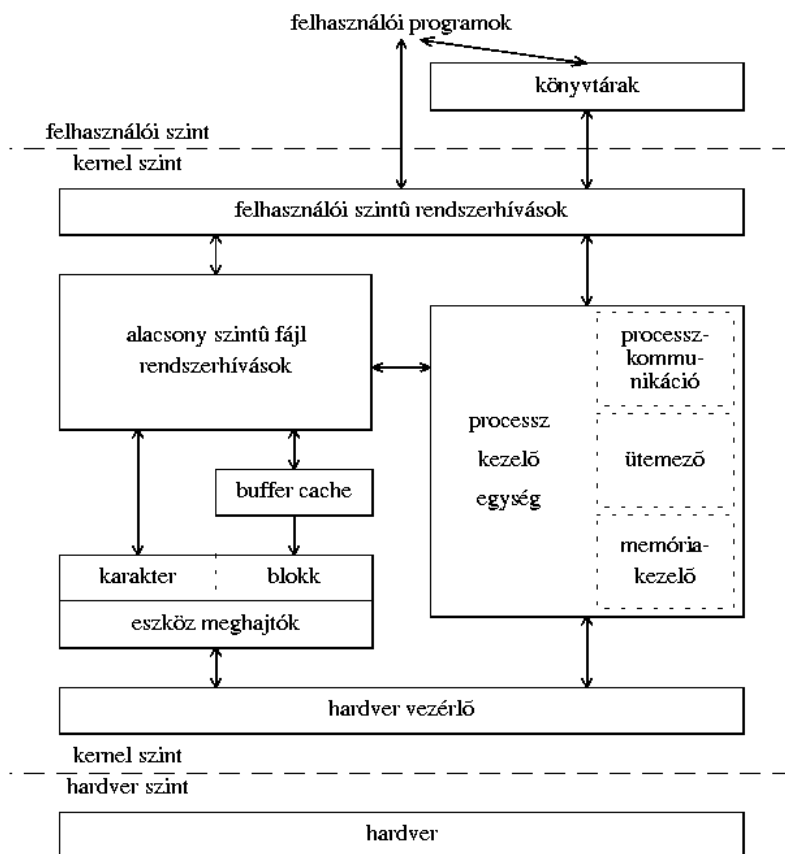 felhasználói programok
könyvtárak
felhasználói szint
kernel szint
felhasználói szintû rendszerhívások
alacsony szintû fájl
rendszerhívások
processz
kezelõ
egység
processz-
kommu-
nikáció
ütemezõ
memória-
kezelõ
buffer cache
karakter
blokk
eszköz meghajtók
hardver vezérlõ
kernel szint
hardver szint
hardver